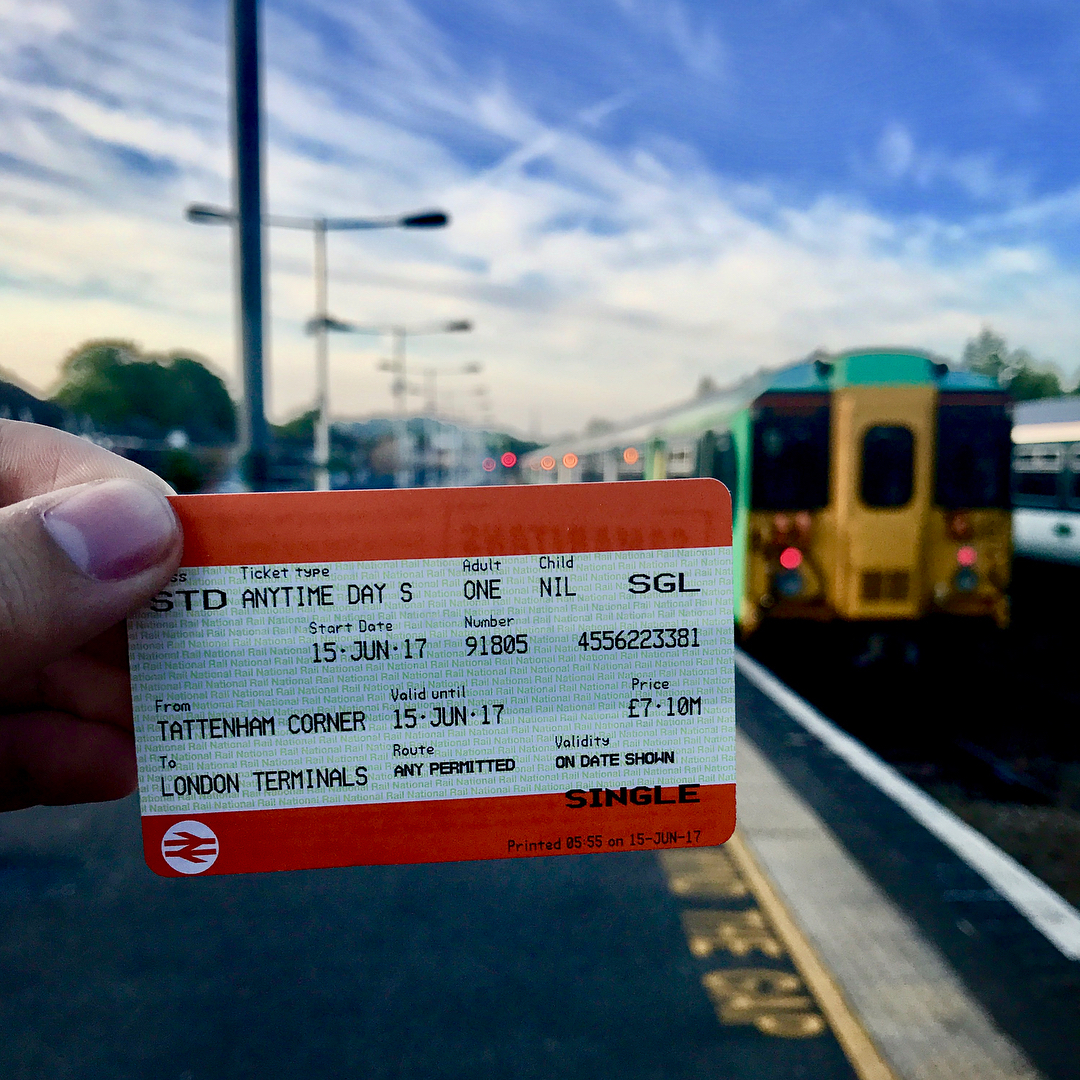 Ticket type Adult Child
STD ANYTIME DAY S ONE NIL SGL
Start Date Number
15·JUN·17 91805 4556223381
From Valid until Price
TATTENHAM CORNER 15·JUN·17 £7·10M
To Route Validity
LONDON TERMINALS ANY PERMITTED ON DATE SHOWN
SINGLE
Printed 05:55 on 15-JUN-17